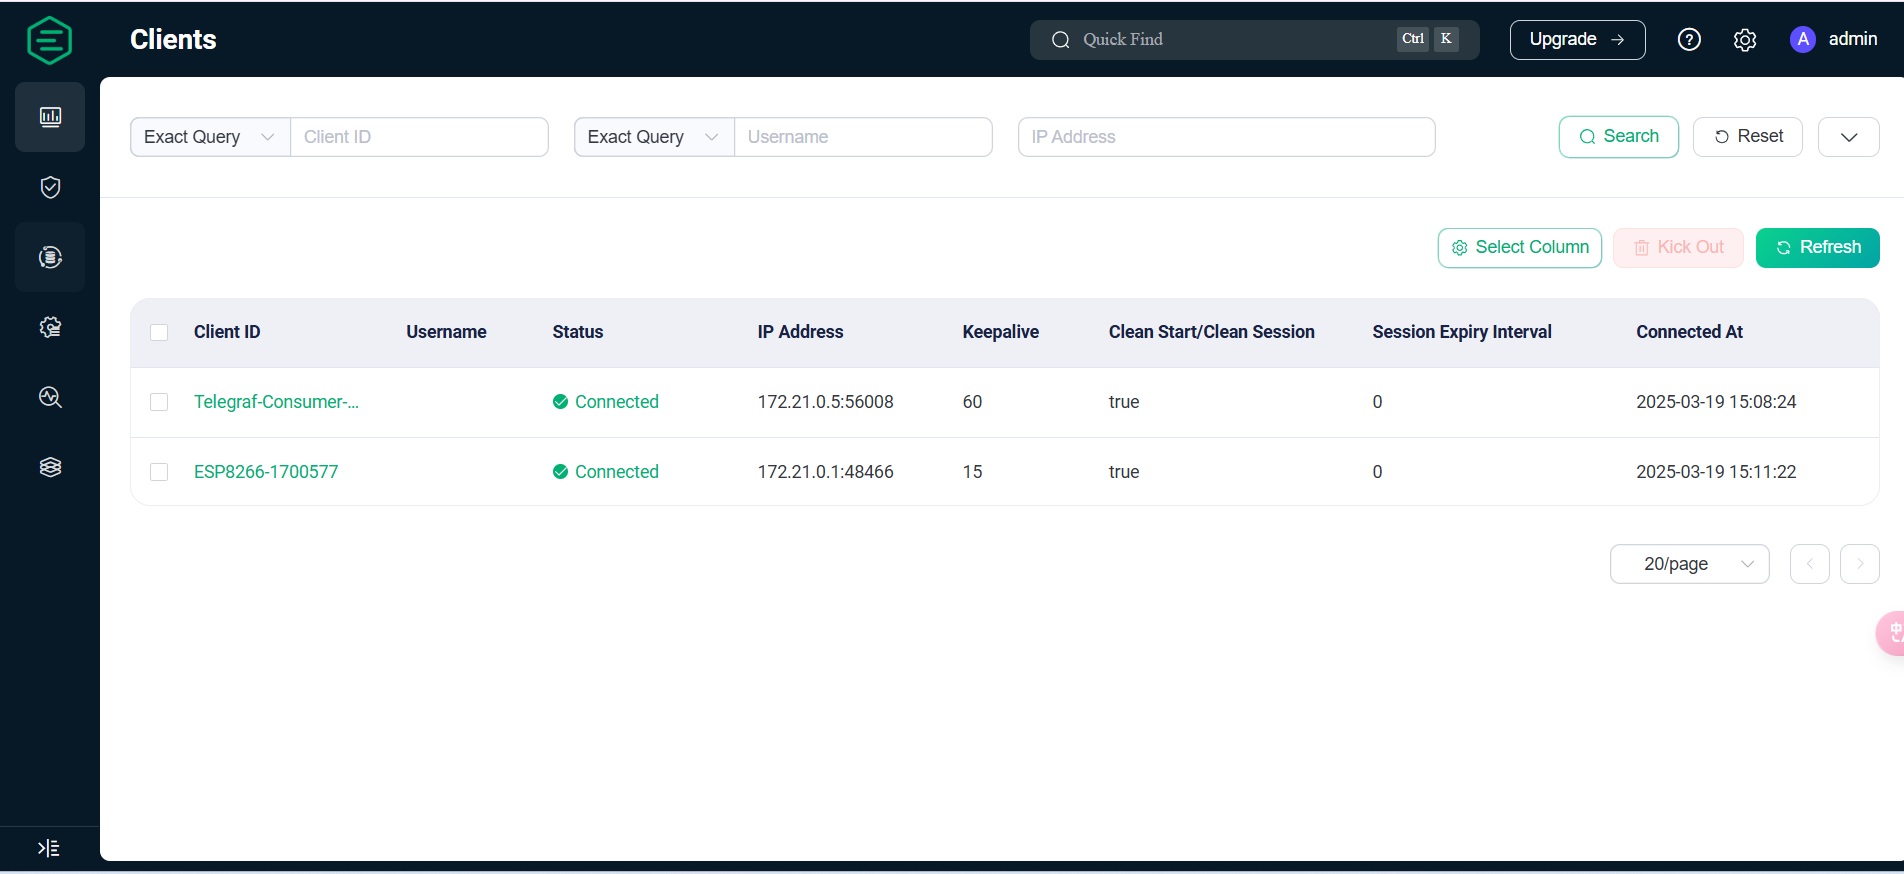 Clients
Quick Find
Ctrl
K
Upgrade
A
admin
Exact Query
Client ID
Exact Query
Username
IP Address
Search
Reset
Select Column
Kick Out
Refresh
Client ID Username Status IP Address Keepalive Clean Start/Clean Session Session Expiry Interval Connected At
Telegraf-Consumer-... Connected 172.21.0.5:56008 60 true 0 2025-03-19 15:08:24
ESP8266-1700577 Connected 172.21.0.1:48466 15 true 0 2025-03-19 15:11:22
20/page